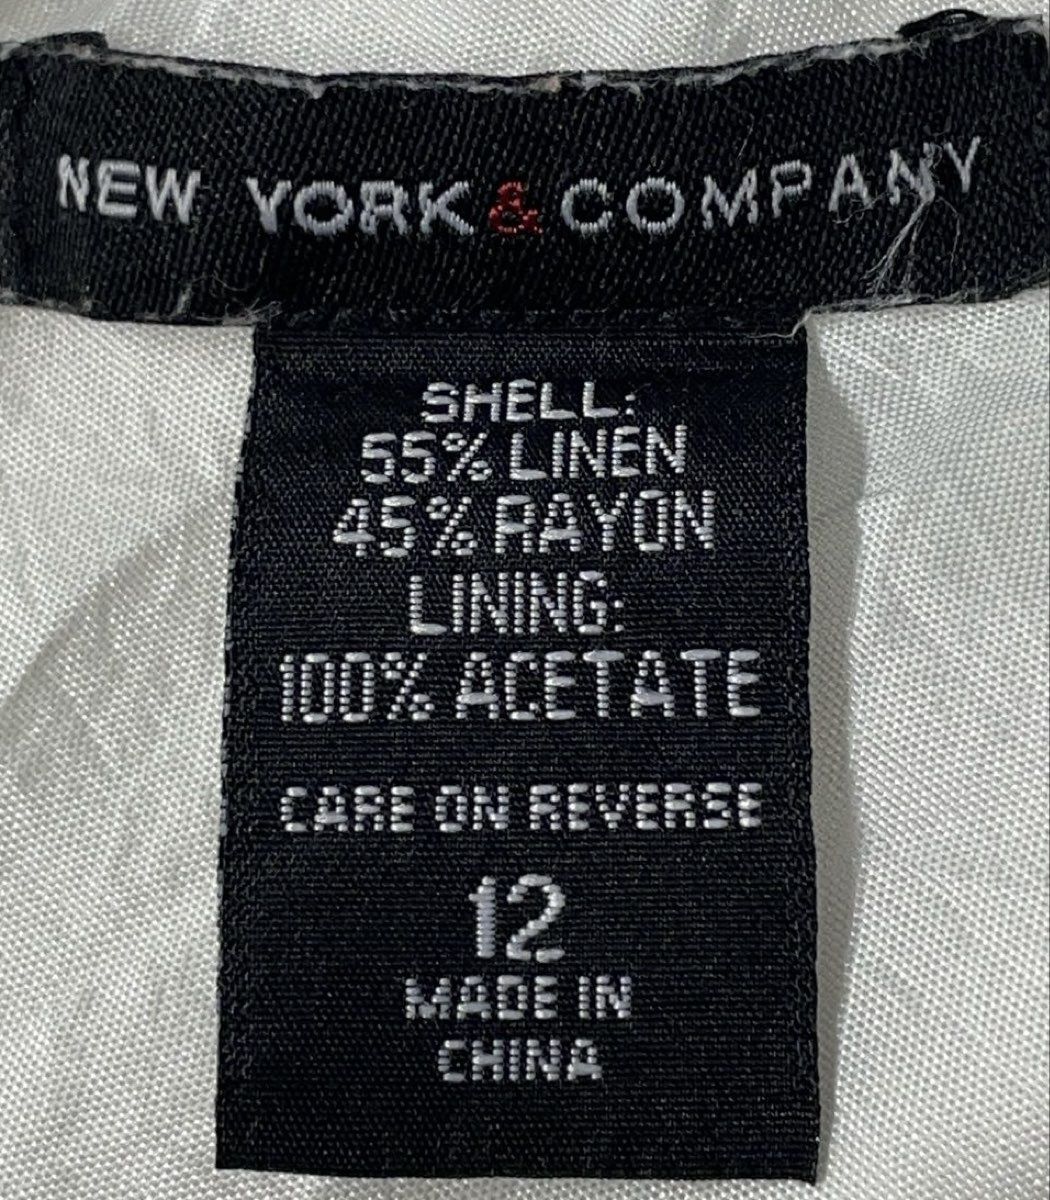 NEW YORK & COMPANY
SHELL:
55% LINEN
45% RAYON
LINING:
100% ACETATE
CARE ON REVERSE
12
MADE IN
CHINA